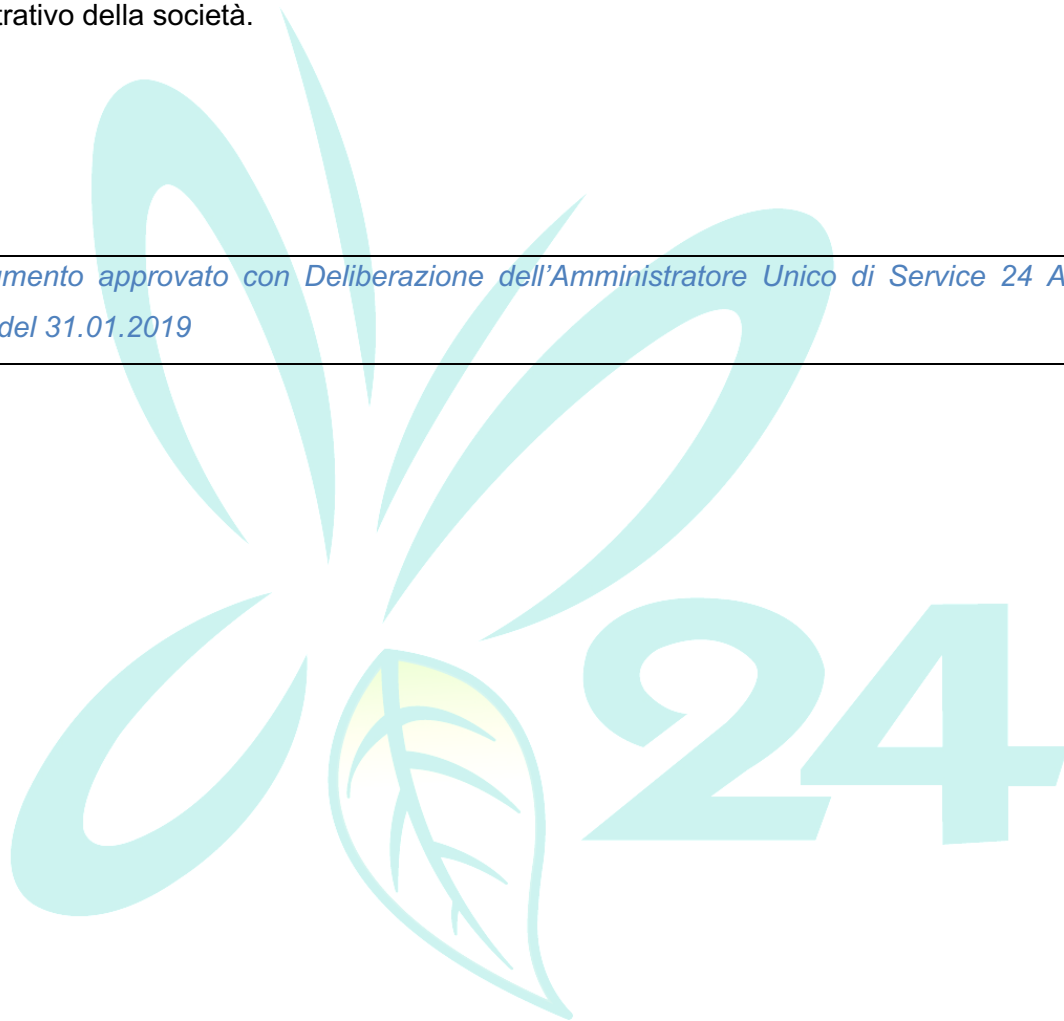 trativo della società.
umento approvato con Deliberazione dell'Amministratore Unico di Service 24 A
del 31.01.2019
24